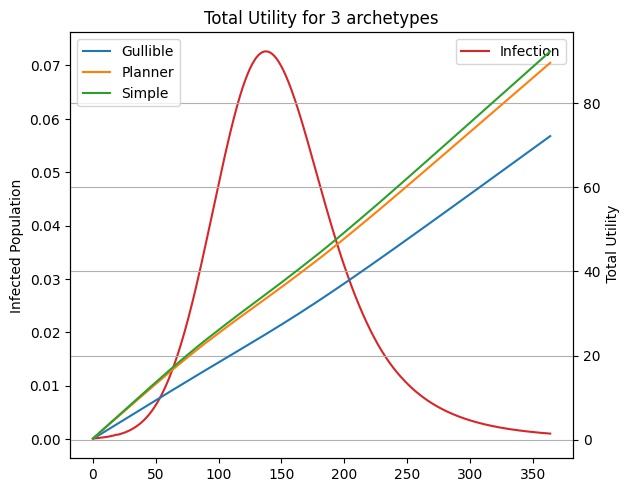 Total Utility for 3 archetypes
Gullible
Planner
Simple
Infection
0.07
0.06
0.05
0.04
0.03
0.02
0.01
0.00
Infected Population
80
60
40
20
0
Total Utility
0 50 100 150 200 250 300 350